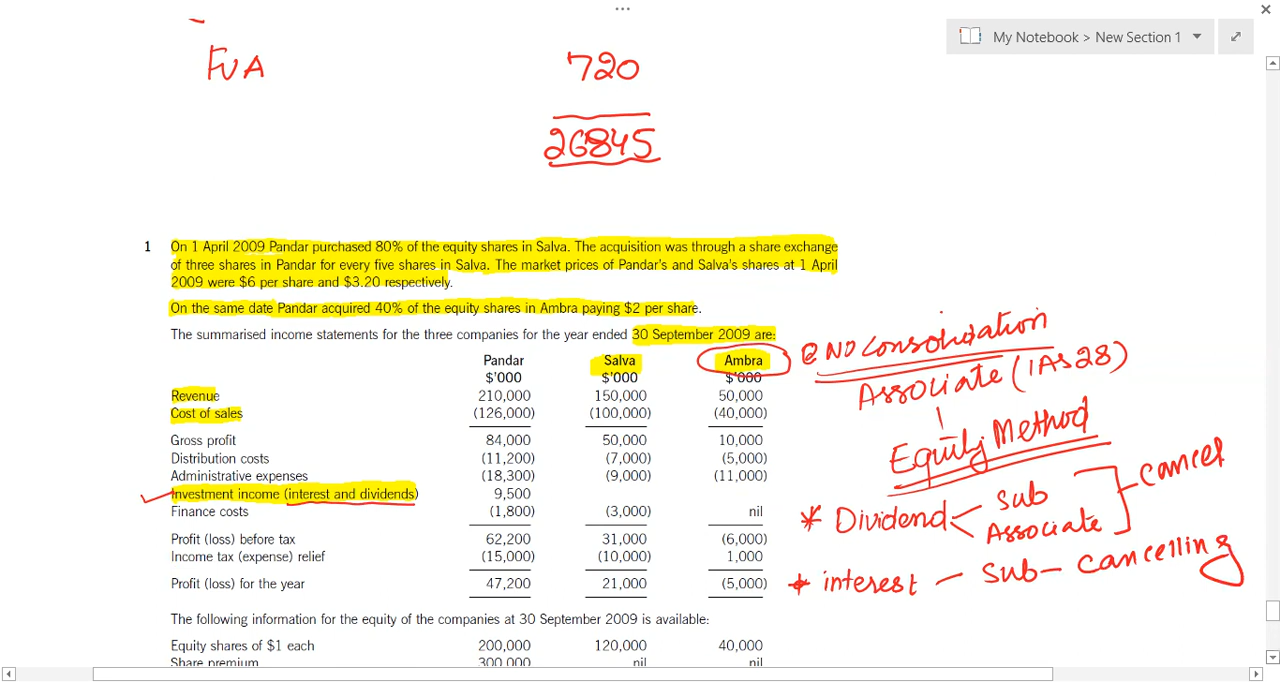 My Notebook > New Section 1
FVA 720
26845
1 On 1 April 2009 Pandar purchased 80% of the equity shares in Salva. The acquisition was through a share exchange
of three shares in Pandar for every five shares in Salva. The market prices of Pandar's and Salva's shares at 1 April
2009 were $6 per share and $3.20 respectively.
On the same date Pandar acquired 40% of the equity shares in Ambra paying $2 per share.
The summarised income statements for the three companies for the year ended 30 September 2009 are:
Pandar Salva Ambra
$'000 $'000 $'000
Revenue 210,000 150,000 50,000
Cost of sales (126,000) (100,000) (40,000)
Gross profit 84,000 50,000 10,000
Distribution costs (11,200) (7,000) (5,000)
Administrative expenses (18,300) (9,000) (11,000)
Investment income (interest and dividends) 9,500
Finance costs (1,800) (3,000) nil
Profit (loss) before tax 62,200 31,000 (6,000)
Income tax (expense) relief (15,000) (10,000) 1,000
Profit (loss) for the year 47,200 21,000 (5,000)
The following information for the equity of the companies at 30 September 2009 is available:
Equity shares of $1 each 200,000 120,000 40,000
Share premium 300,000 nil nil
No consolidation
Associate (IAS28)
Equity Method
* Dividend < sub
Associate
cancel
* interest - sub - cancelling